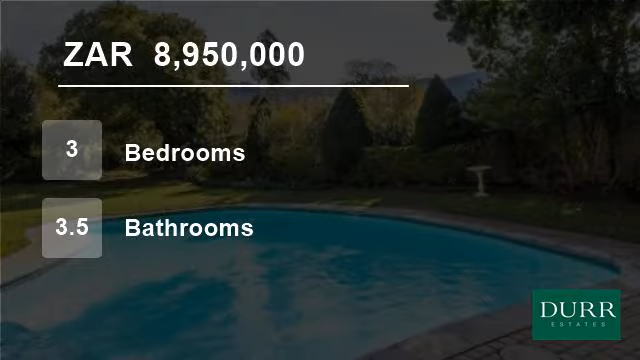 ZAR 8,950,000
3
Bedrooms
3.5
Bathrooms
DURR
ESTATES